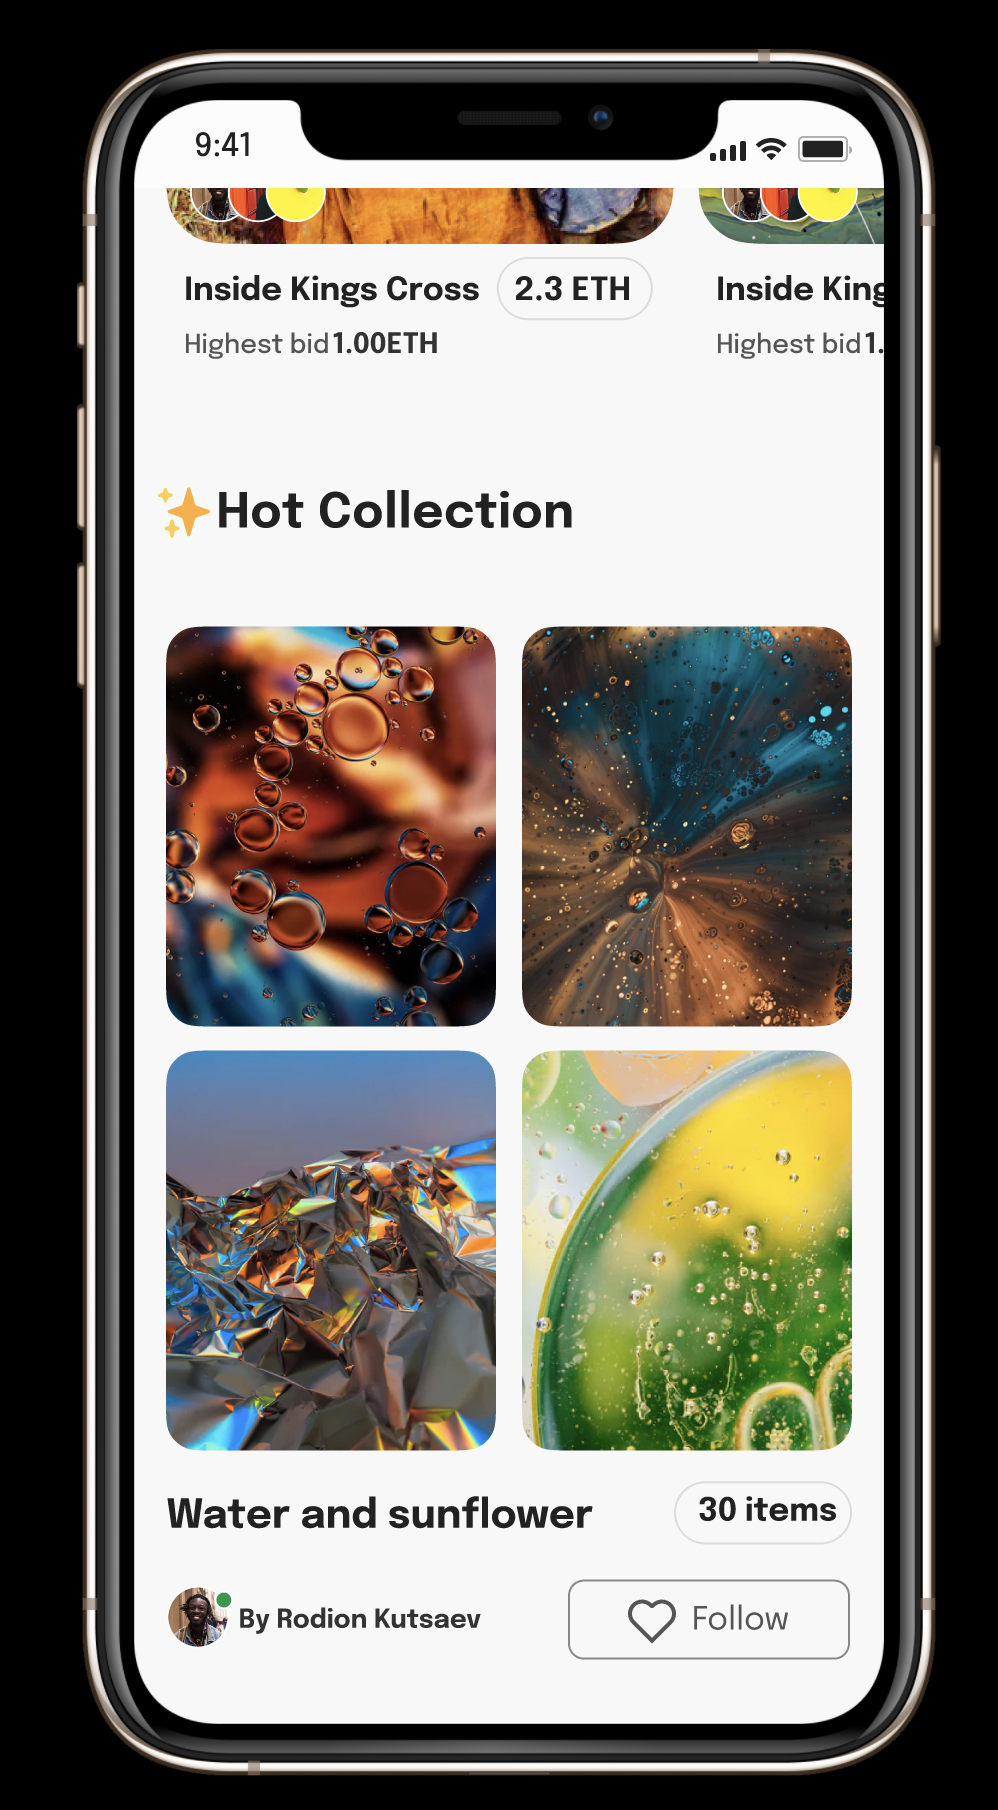 9:41
Inside Kings Cross 2.3 ETH
Highest bid 1.00ETH
Inside King
Highest bid 1.
Hot Collection
Water and sunflower 30 items
By Rodion Kutsaev Follow